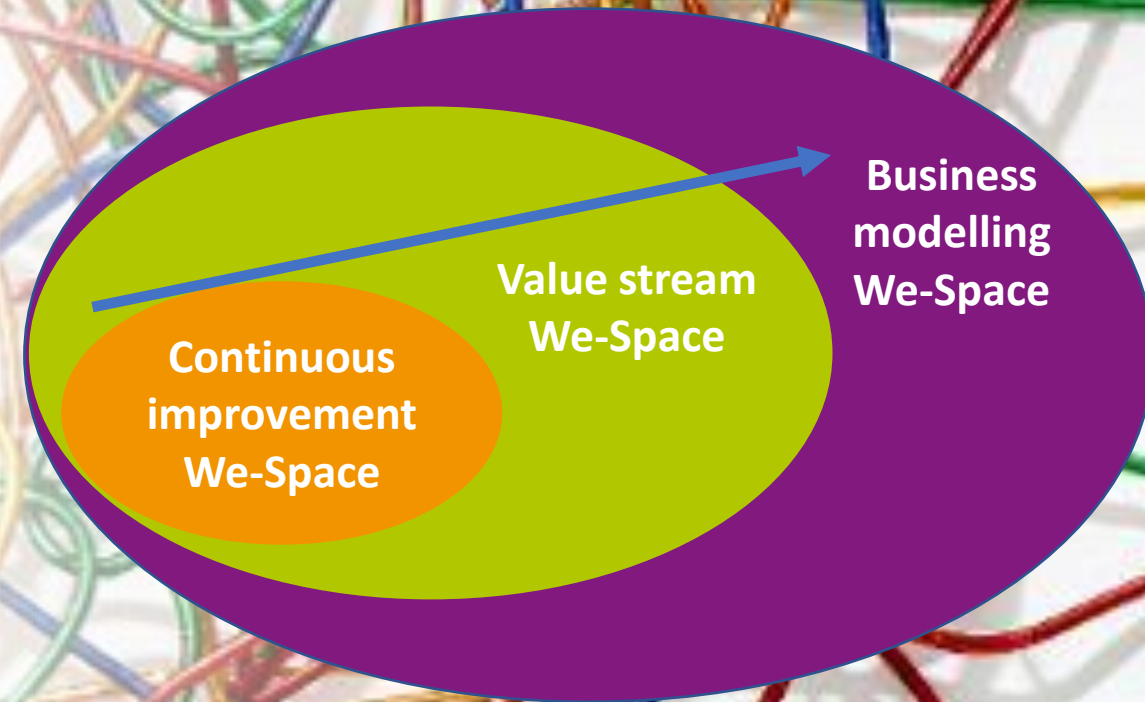 Continuous
improvement
We-Space
Value stream
We-Space
Business
modelling
We-Space